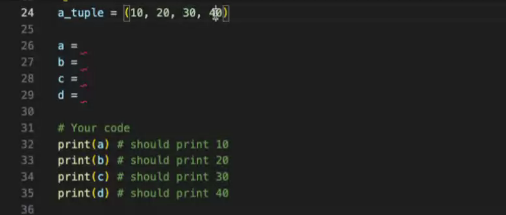 24 a_tuple = (10, 20, 30, 40)
25
26 a =
27 b =
28 c =
29 d =
30
31 # Your code
32 print(a) # should print 10
33 print(b) # should print 20
34 print(c) # should print 30
35 print(d) # should print 40
36